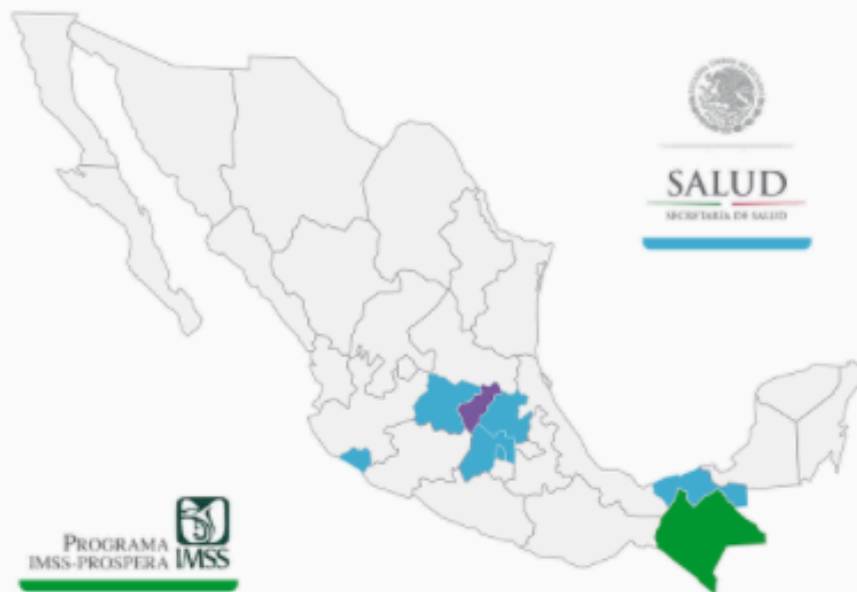 SALUD
SECRETARÍA DE SALUD
PROGRAMA
IMSS-PROSPERA
IMSS